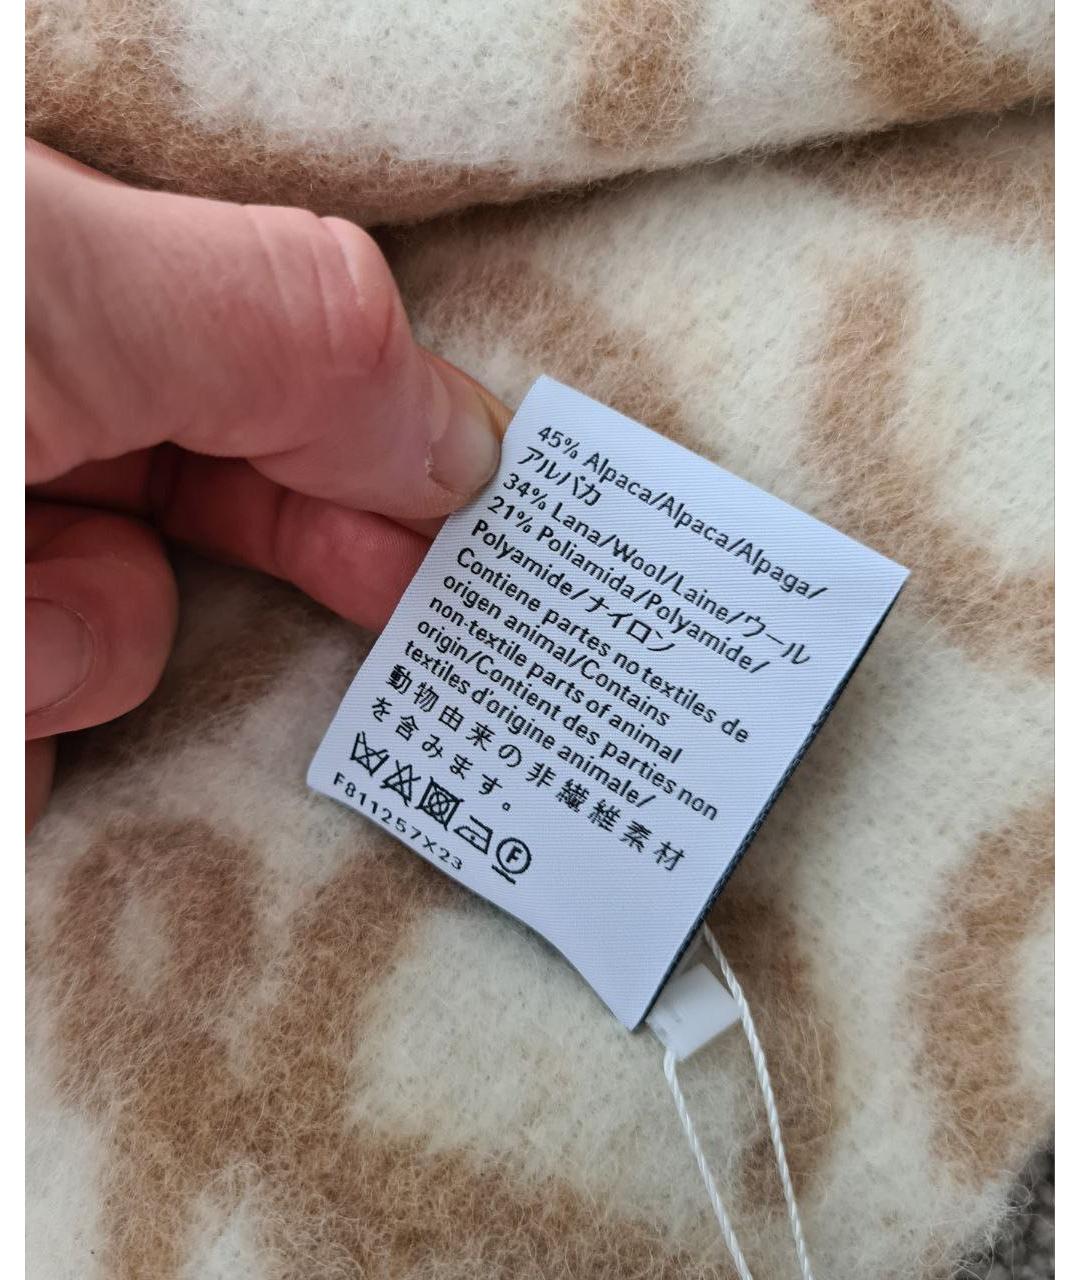 45% Alpaca/Alpaca/Alpaga/
アルパカ
34% Lana/Wool/Laine/ウール
21% Poliamida/Polyamide/
Polyamide/ナイロン
Contiene partes no textiles de
origen animal/Contains
non-textile parts of animal
origin/Contient des parties non
textiles d'origine animale/
動物由来の非繊維素材
を含みます。
F
F811257X23